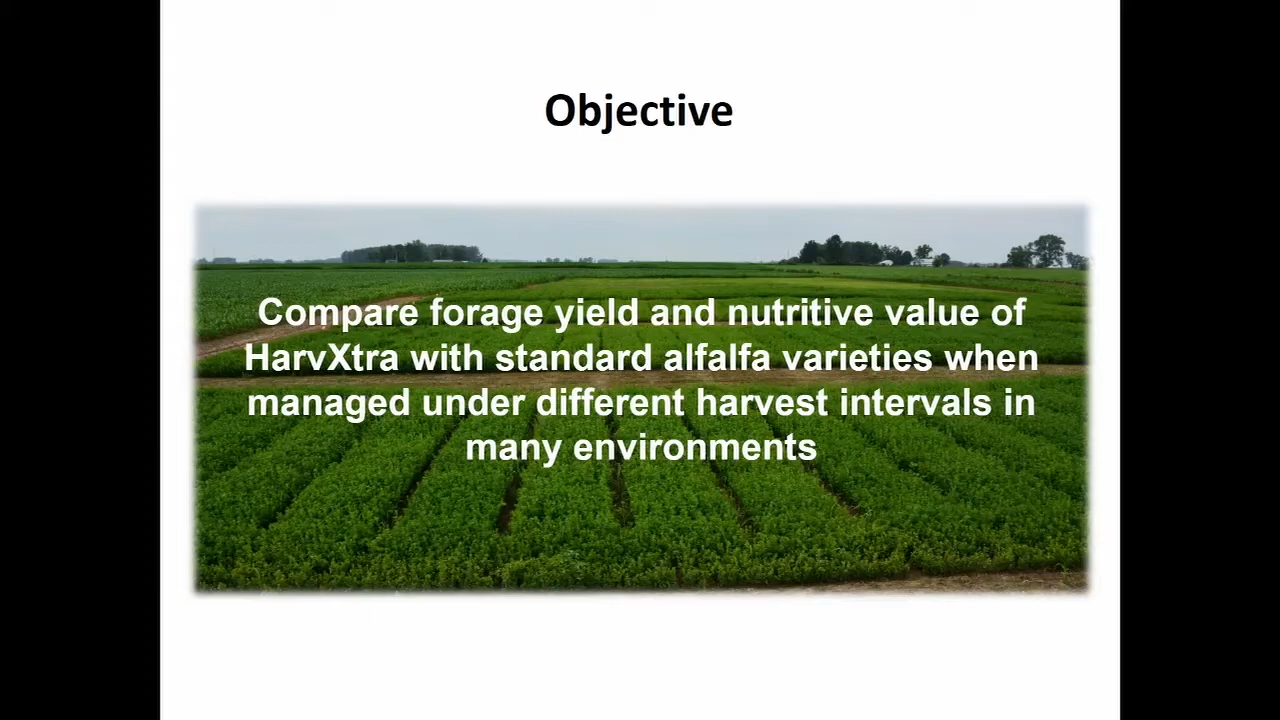 Objective
Compare forage yield and nutritive value of
HarvXtra with standard alfalfa varieties when
managed under different harvest intervals in
many environments